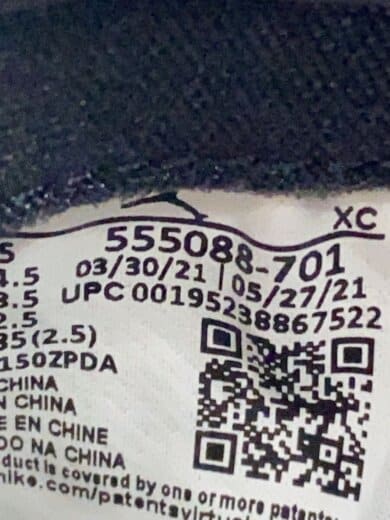 XC
S
555088-701
4.5
03/30/21 | 05/27/21
3.5
UPC 00195238867522
2.5
35 (2.5)
150ZPDA
CHINA
N CHINA
E EN CHINE
DO NA CHINA
duct is covered by one or more patents
nike.com/patents